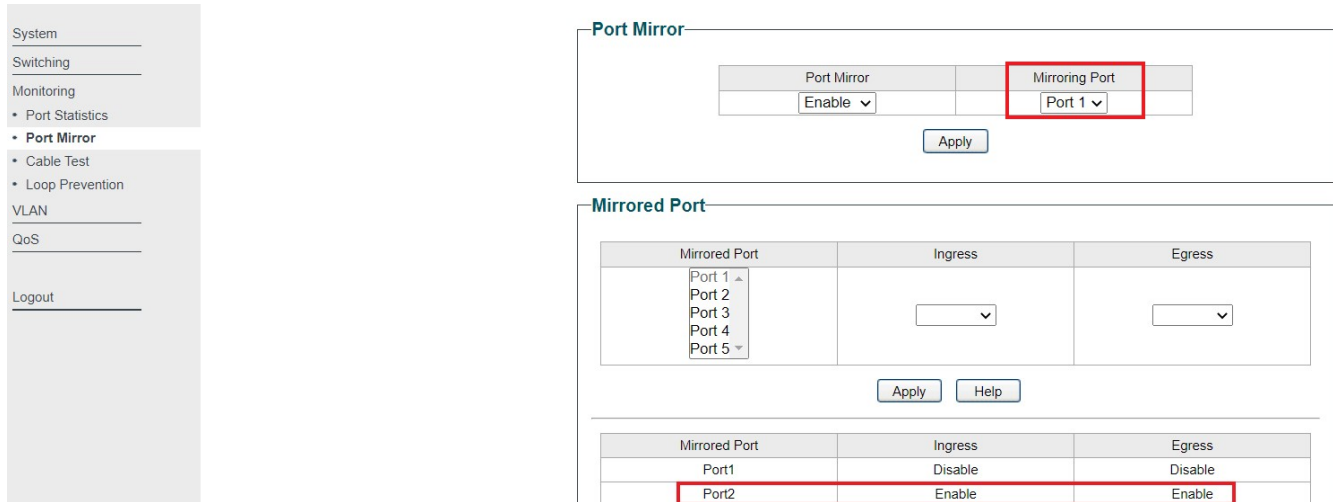 System
Switching
Monitoring
• Port Statistics
• Port Mirror
• Cable Test
• Loop Prevention
VLAN
QoS
Logout
Port Mirror
Port Mirror Mirroring Port
Enable Port 1
Apply
Mirrored Port
Mirrored Port Ingress Egress
Port 1
Port 2
Port 3
Port 4
Port 5
Apply Help
Mirrored Port Ingress Egress
Port1 Disable Disable
Port2 Enable Enable